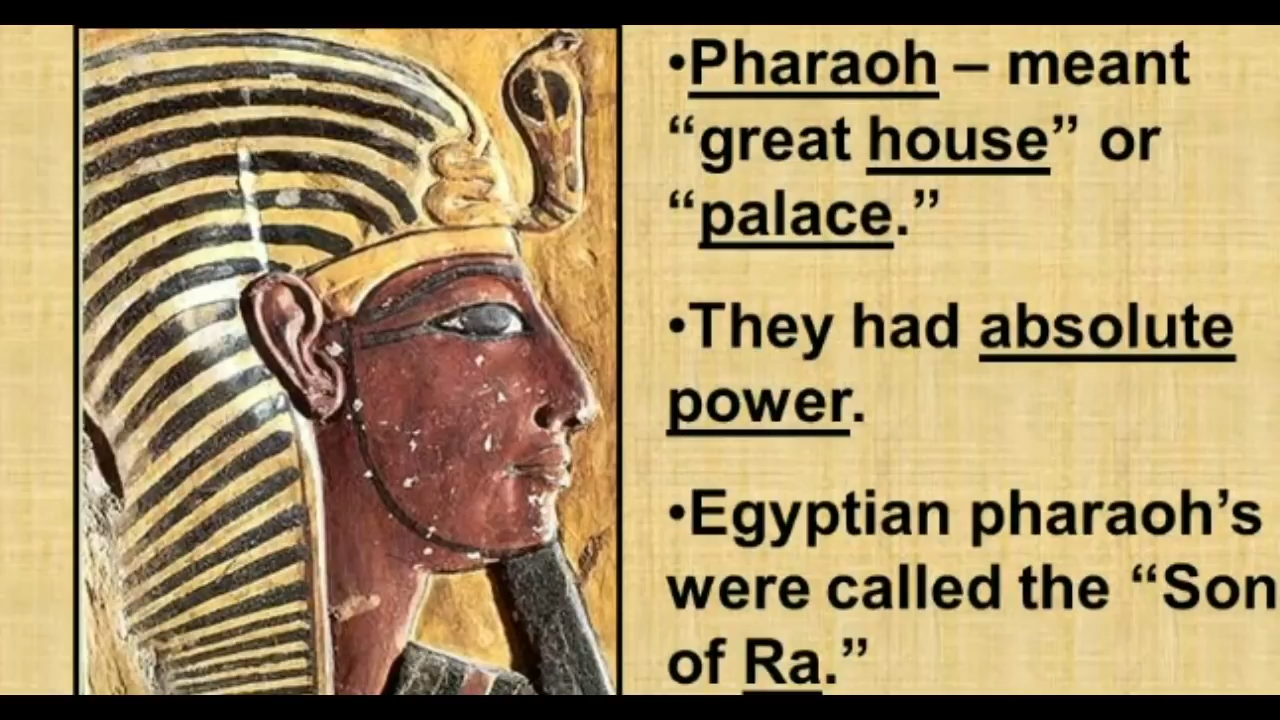 •Pharaoh – meant
“great house” or
“palace.”
•They had absolute
power.
•Egyptian pharaoh’s
were called the “Son
of Ra.”